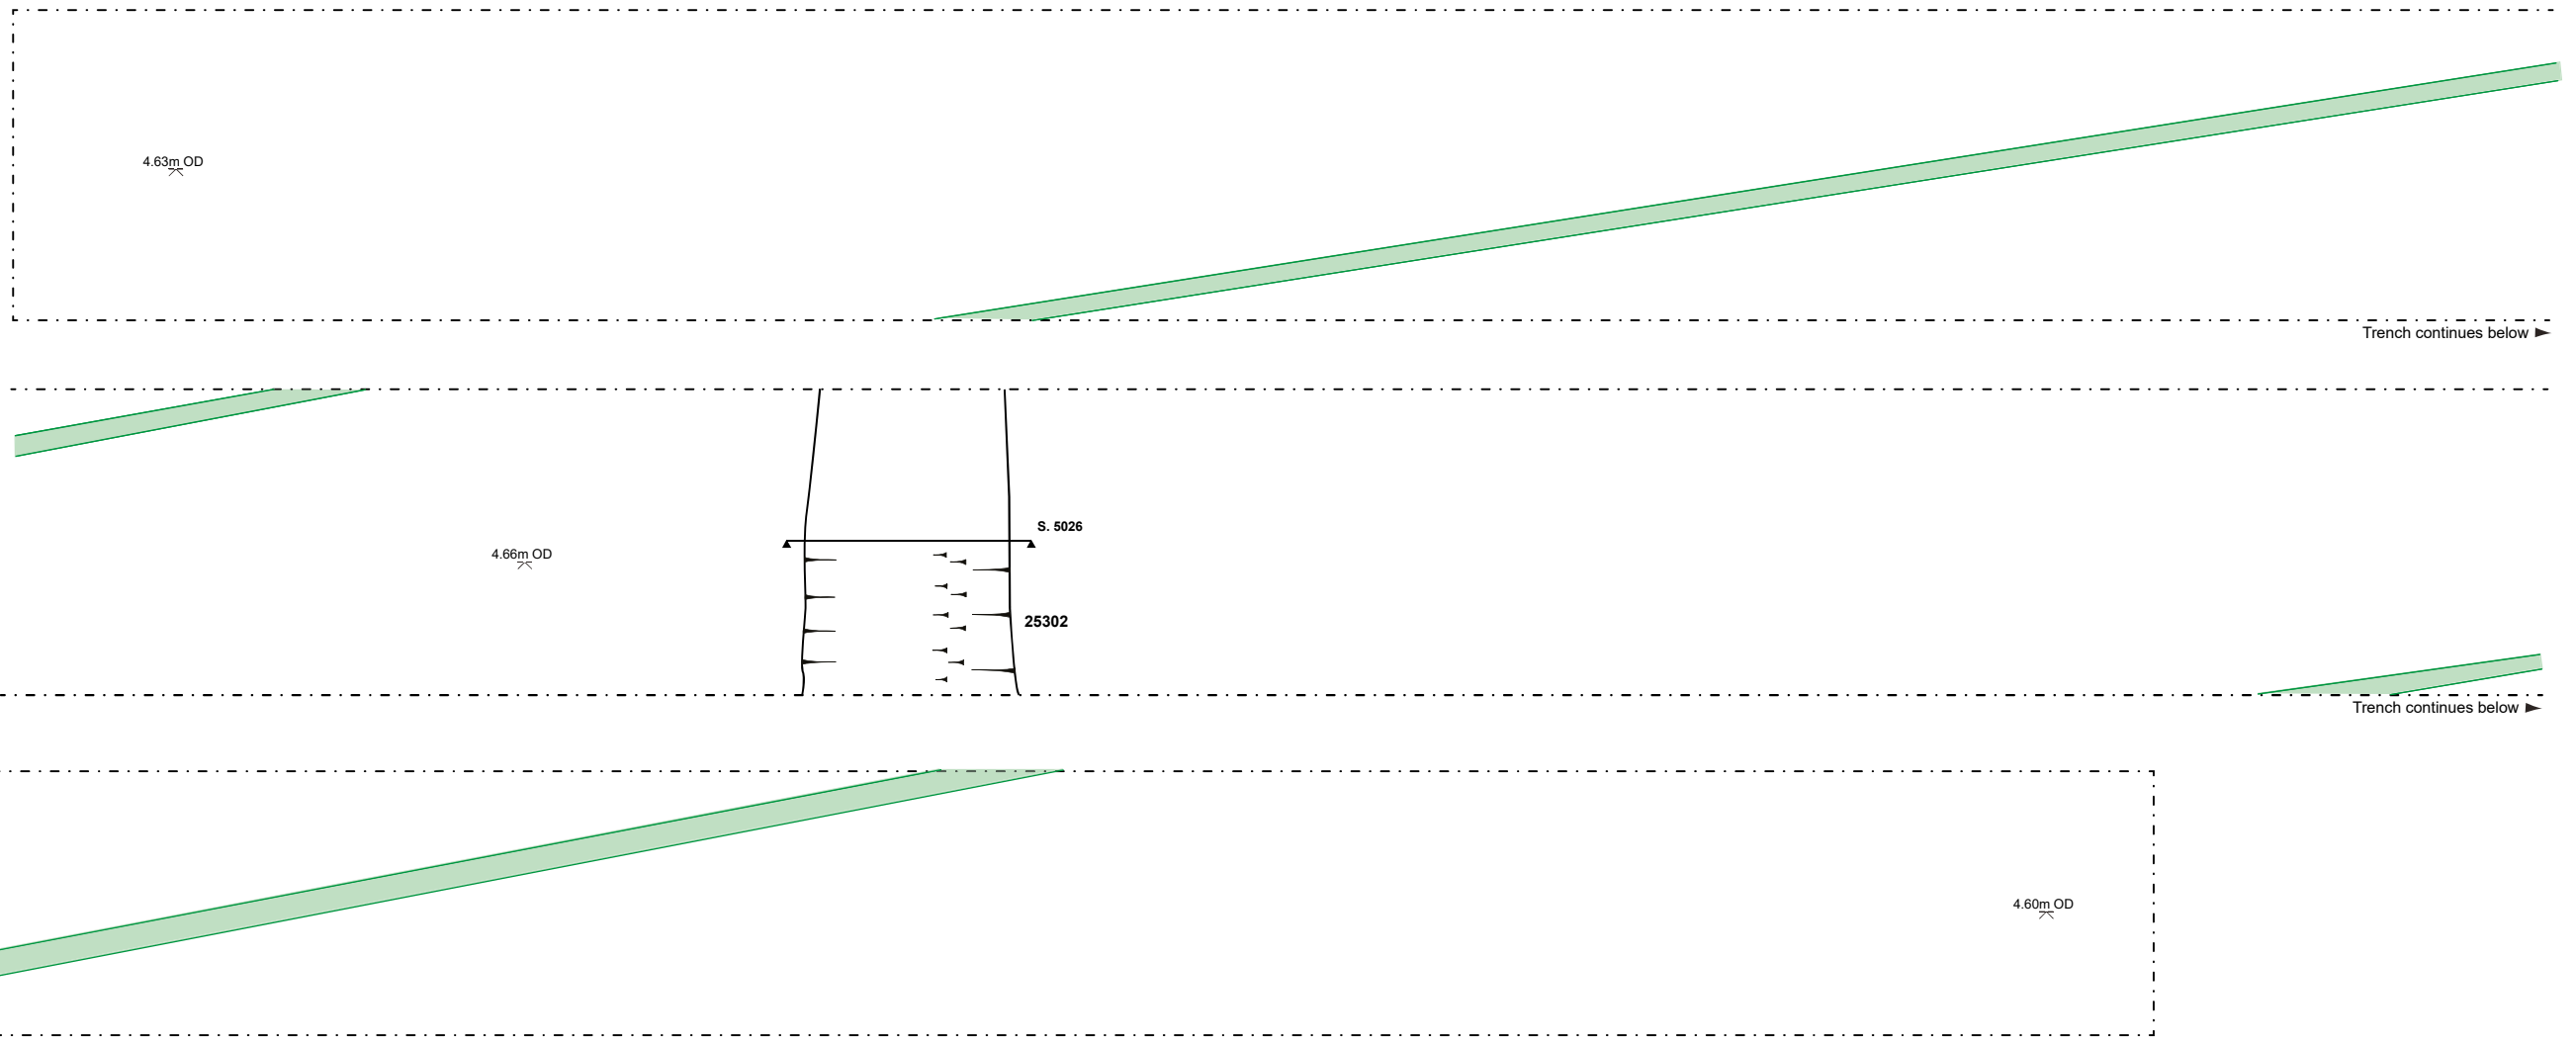 4.63m OD
Trench continues below
S. 5026
4.66m OD
25302
Trench continues below
4.60m OD